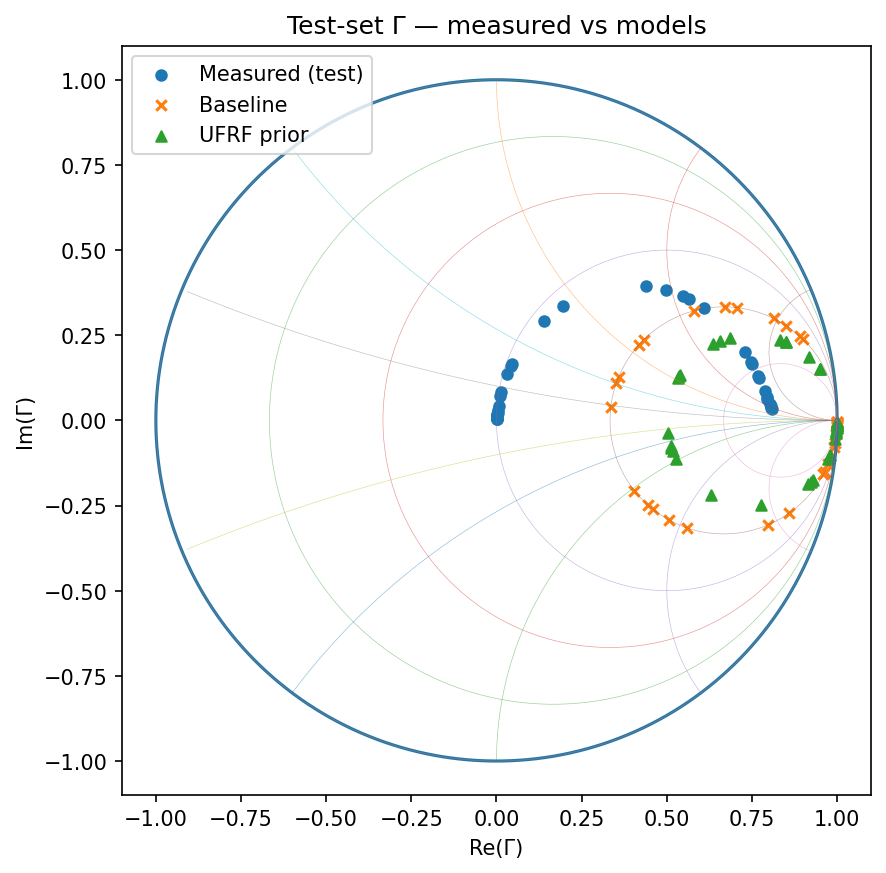 Test-set Γ — measured vs models
Measured (test)
Baseline
UFRF prior
1.00
0.75
0.50
0.25
0.00
−0.25
−0.50
−0.75
−1.00
Im(Γ)
−1.00 −0.75 −0.50 −0.25 0.00 0.25 0.50 0.75 1.00
Re(Γ)